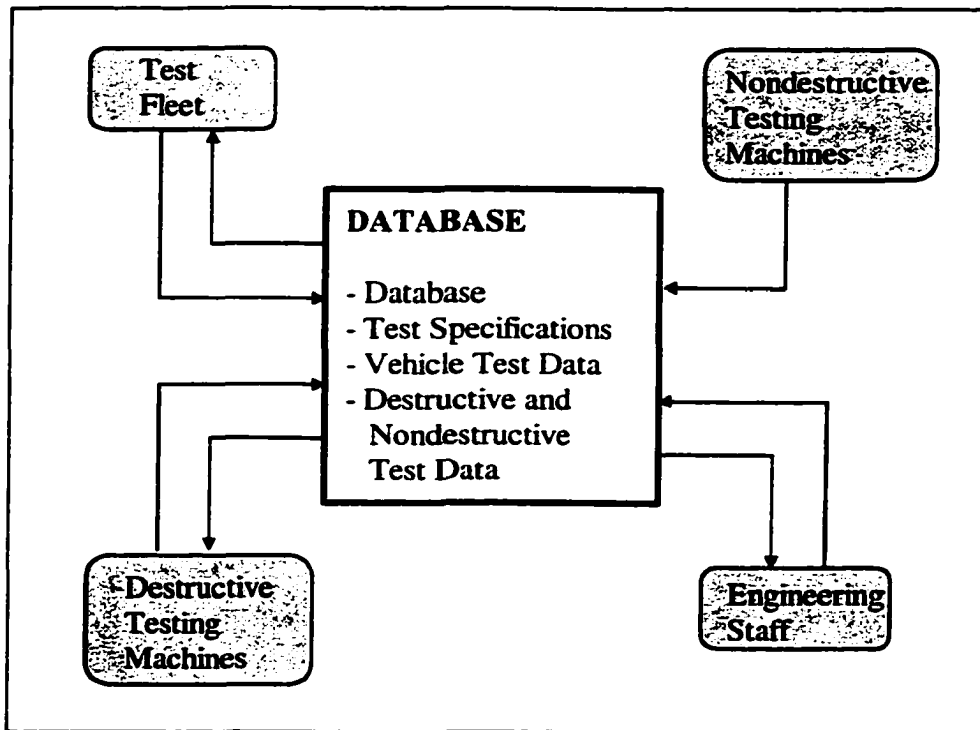 Test
Fleet
Nondestructive
Testing
Machines
DATABASE
- Database
- Test Specifications
- Vehicle Test Data
- Destructive and
Nondestructive
Test Data
Destructive
Testing
Machines
Engineering
Staff